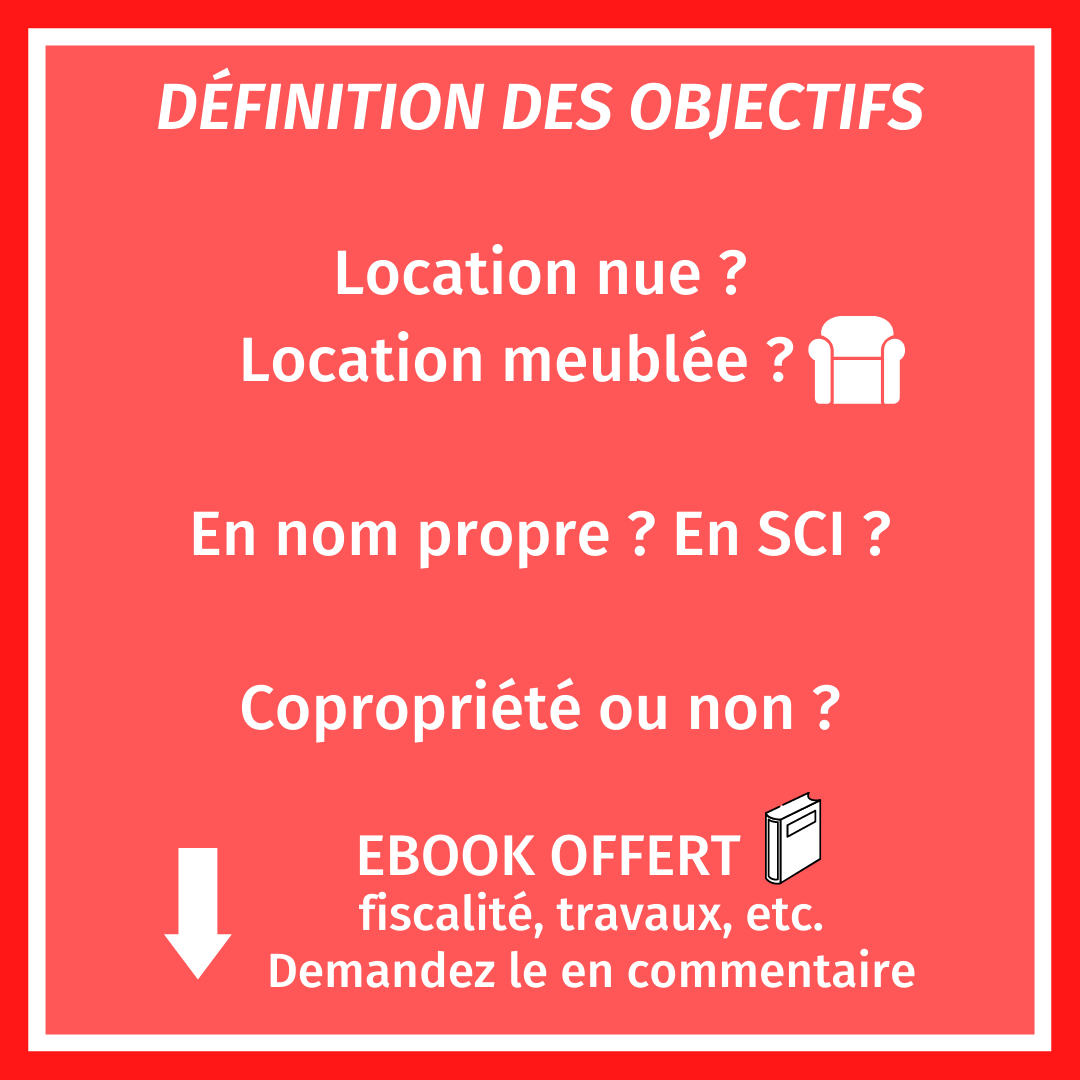 DÉFINITION DES OBJECTIFS
Location nue ?
Location meublée ?
En nom propre ? En SCI ?
Copropriété ou non ?
EBOOK OFFERT
fiscalité, travaux, etc.
Demandez le en commentaire